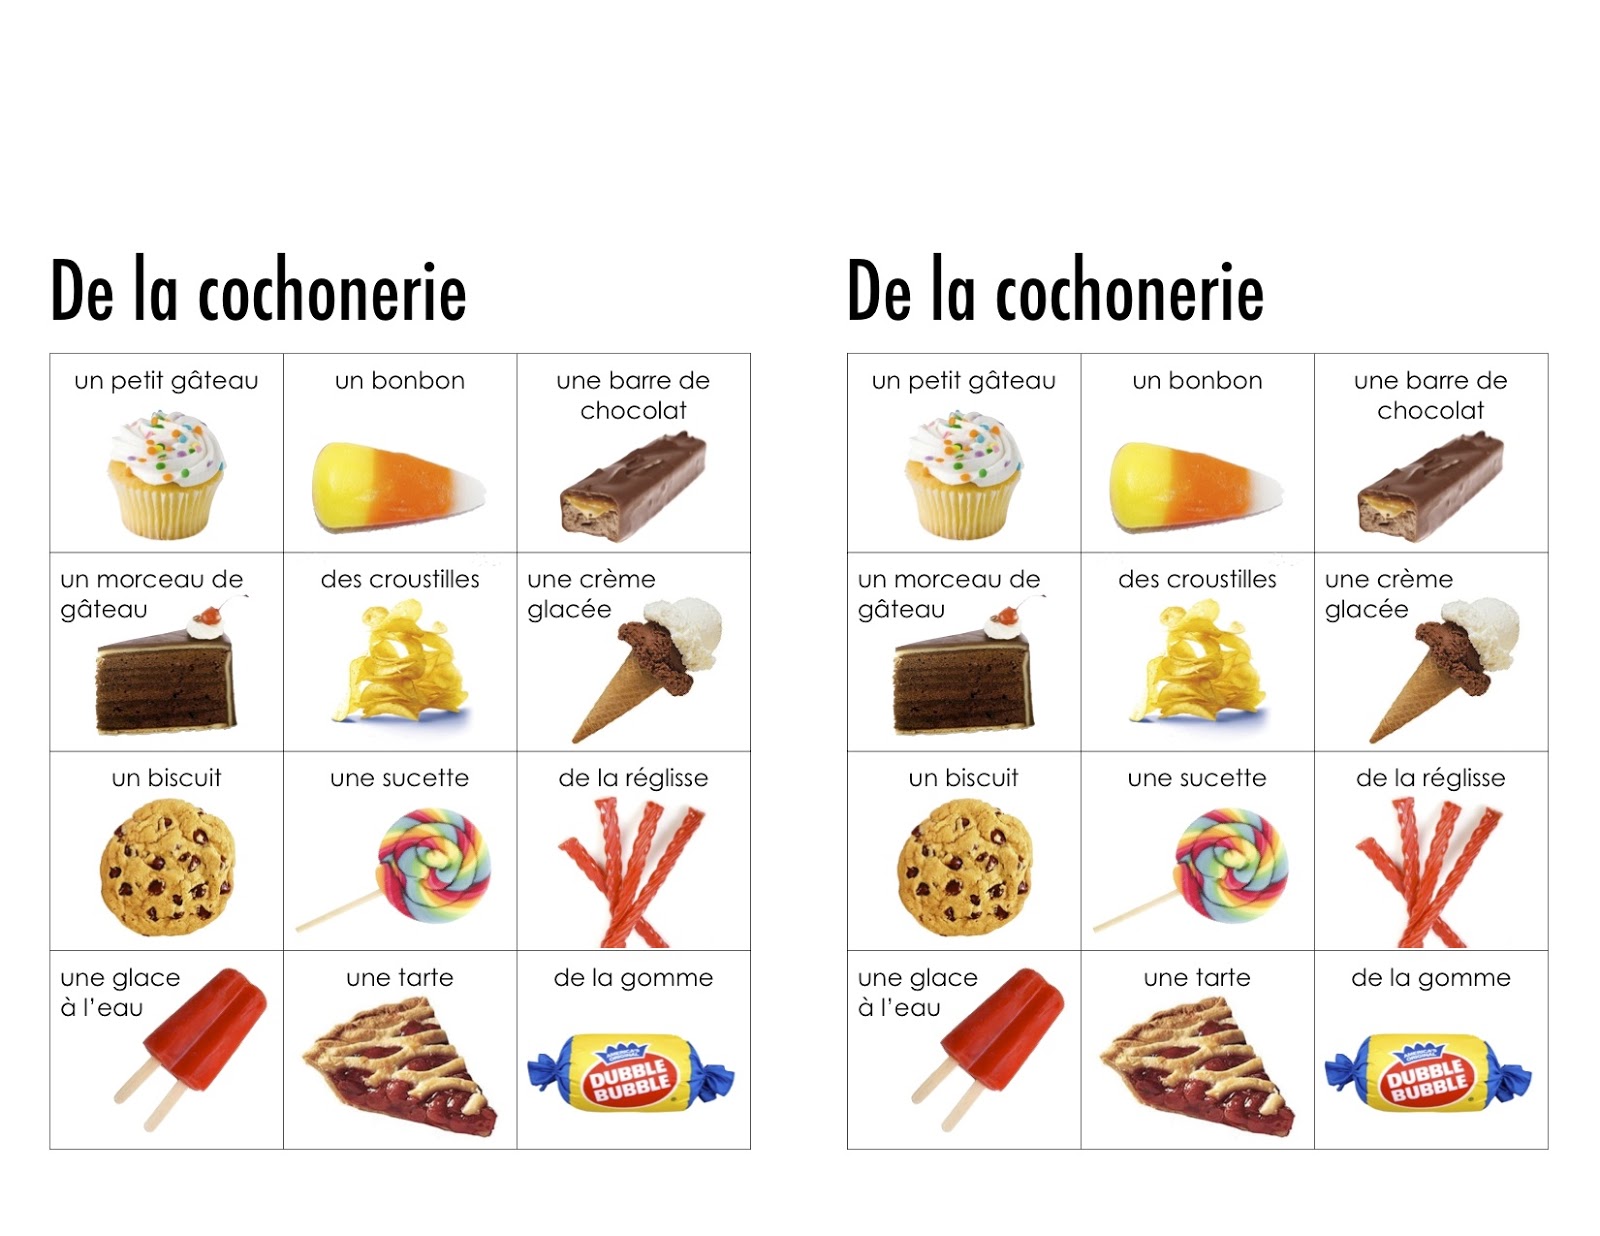 De la cochonerie
un petit gâteau
un bonbon
une barre de
chocolat
un morceau de
gâteau
des croustilles
une crème
glacée
un biscuit
une sucette
de la réglisse
une glace
à l'eau
une tarte
de la gomme
AMERICA'S
ORIGINAL
DUBBLE
BUBBLE
De la cochonerie
un petit gâteau
un bonbon
une barre de
chocolat
un morceau de
gâteau
des croustilles
une crème
glacée
un biscuit
une sucette
de la réglisse
une glace
à l'eau
une tarte
de la gomme
AMERICA'S
ORIGINAL
DUBBLE
BUBBLE